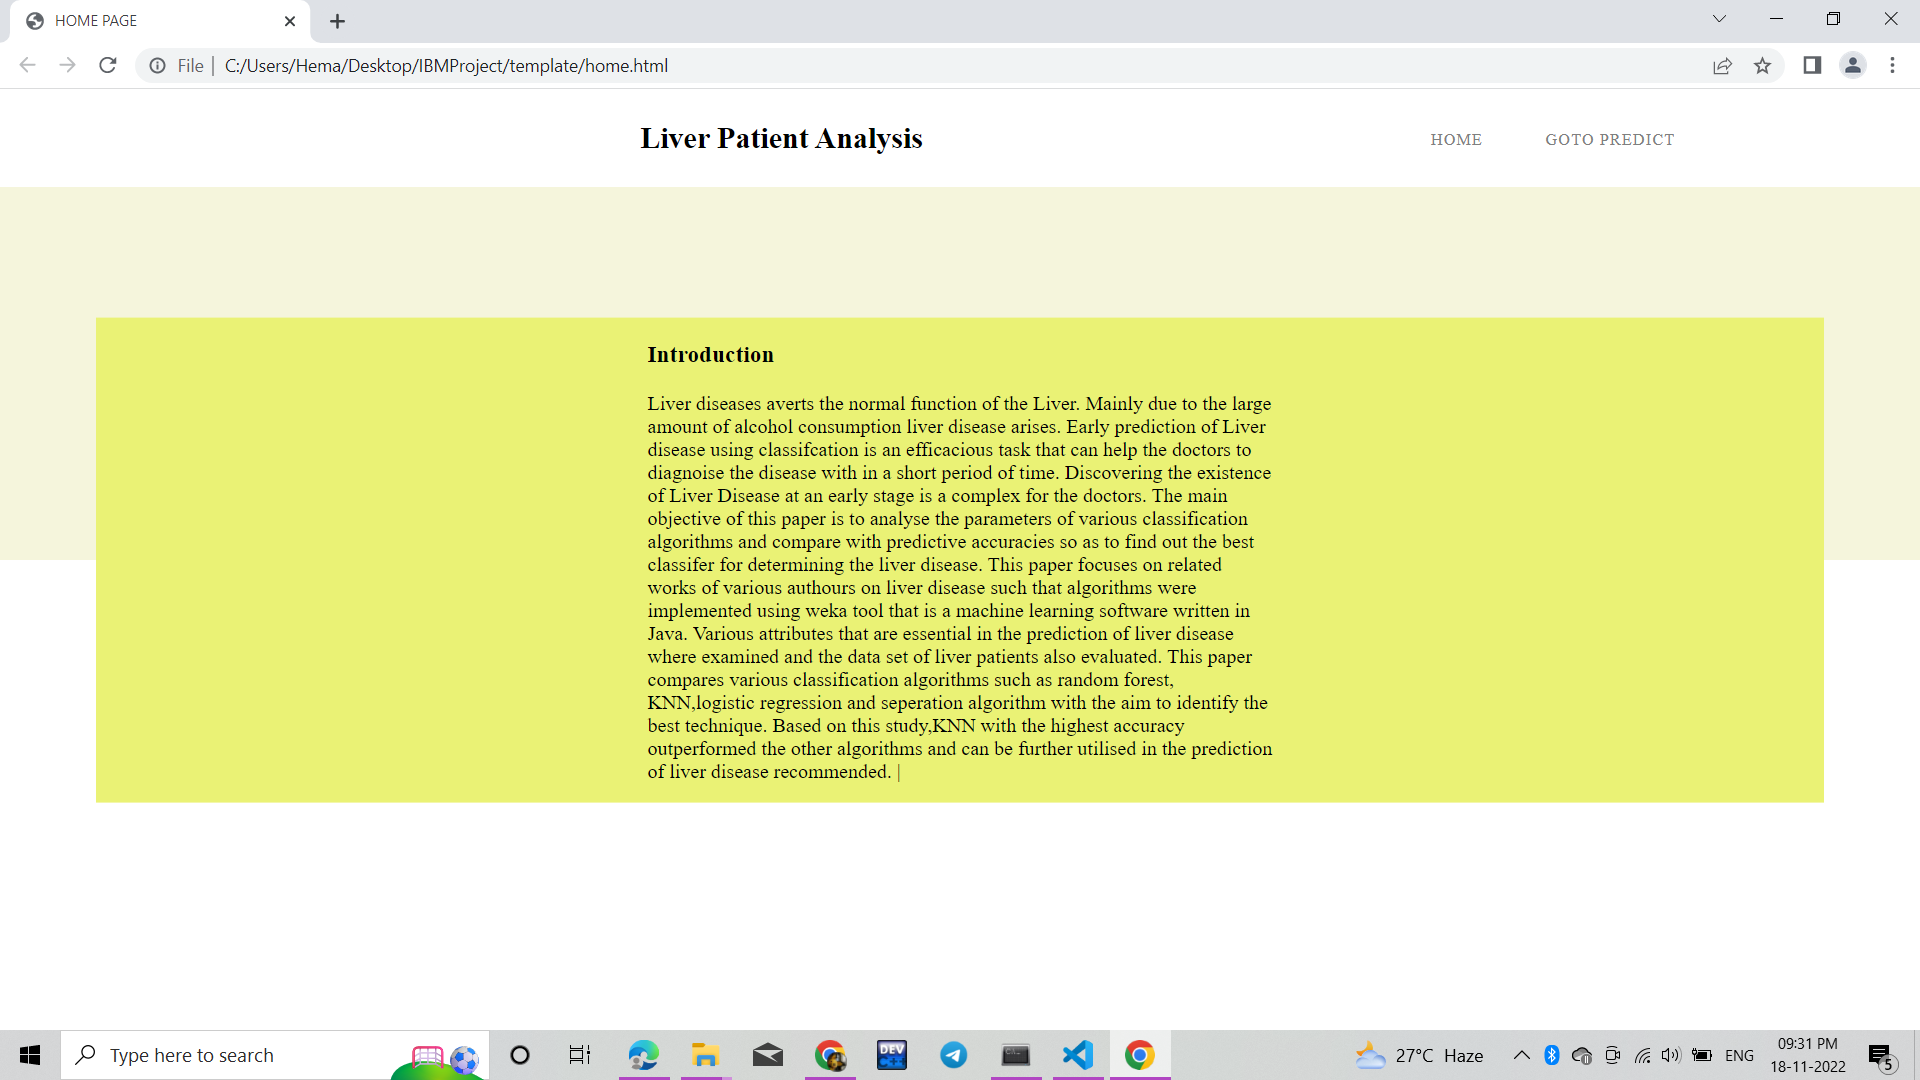 HOME PAGE
File | C:/Users/Hema/Desktop/IBMProject/template/home.html
Liver Patient Analysis
HOME
GOTO PREDICT
Introduction
Liver diseases averts the normal function of the Liver. Mainly due to the large
amount of alcohol consumption liver disease arises. Early prediction of Liver
disease using classifcation is an efficacious task that can help the doctors to
diagnoise the disease with in a short period of time. Discovering the existence
of Liver Disease at an early stage is a complex for the doctors. The main
objective of this paper is to analyse the parameters of various classification
algorithms and compare with predictive accuracies so as to find out the best
classifer for determining the liver disease. This paper focuses on related
works of various authours on liver disease such that algorithms were
implemented using weka tool that is a machine learning software written in
Java. Various attributes that are essential in the prediction of liver disease
where examined and the data set of liver patients also evaluated. This paper
compares various classification algorithms such as random forest,
KNN,logistic regression and seperation algorithm with the aim to identify the
best technique. Based on this study,KNN with the highest accuracy
outperformed the other algorithms and can be further utilised in the prediction
of liver disease recommended. |
Type here to search
DEV
C++
27°C Haze
ENG
09:31 PM
18-11-2022
5